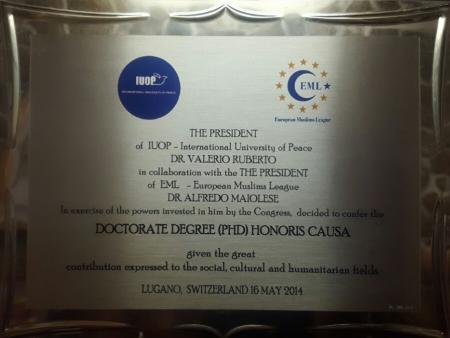 IUOP
INTERNATIONAL UNIVERSITY OF PEACE
EML
European Muslims League
THE PRESIDENT
of IUOP - International University of Peace
DR. VALERIO RUBERTO
in collaboration with the THE PRESIDENT
of EML - European Muslims League
DR. ALFREDO MAIOLESE
In exercise of the powers invested in him by the Congress, decided to confer the
DOCTORATE DEGREE (PHD) HONORIS CAUSA
given the great
contribution expressed to the social, cultural and humanitarian fields
LUGANO, SWITZERLAND 16 MAY 2014